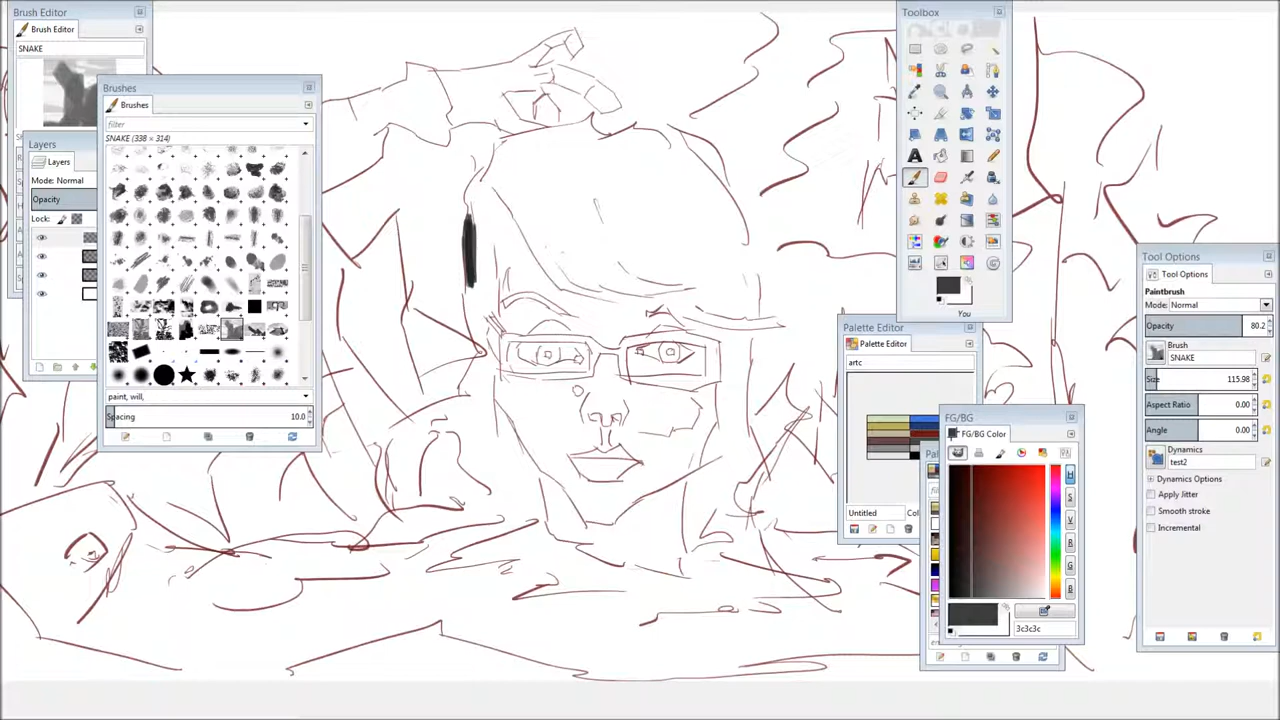 Brush Editor
Brush Editor
SNAKE
Brushes
Brushes
filter
SNAKE (338 × 314)
paint, will,
Spacing 10.0
Layers
Layers
Mode: Normal
Opacity
Lock:
Toolbox
You
Palette Editor
Palette Editor
artc
Untitled
FG/BG
FG/BG Color
H
S
V
R
G
B
3c3c3c
Tool Options
Tool Options
Paintbrush
Mode: Normal
Opacity 80.2
Brush
SNAKE
Size 115.98
Aspect Ratio 0.00
Angle 0.00
Dynamics
test2
Dynamics Options
Apply Jitter
Smooth stroke
Incremental